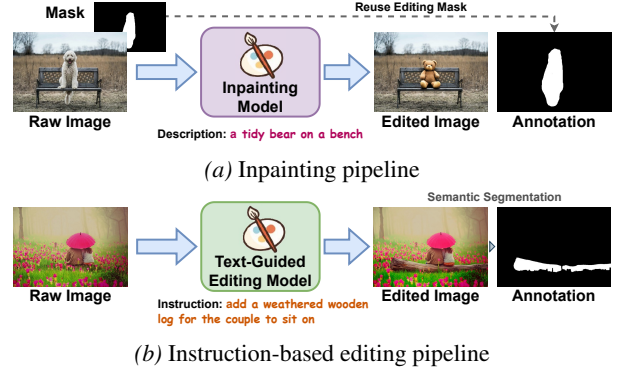 Mask
Reuse Editing Mask
Inpainting
Model
Raw Image
Edited Image
Annotation
Description: a tidy bear on a bench
(a) Inpainting pipeline
Semantic Segmentation
Text-Guided
Editing Model
Raw Image
Edited Image
Annotation
Instruction: add a weathered wooden
log for the couple to sit on
(b) Instruction-based editing pipeline